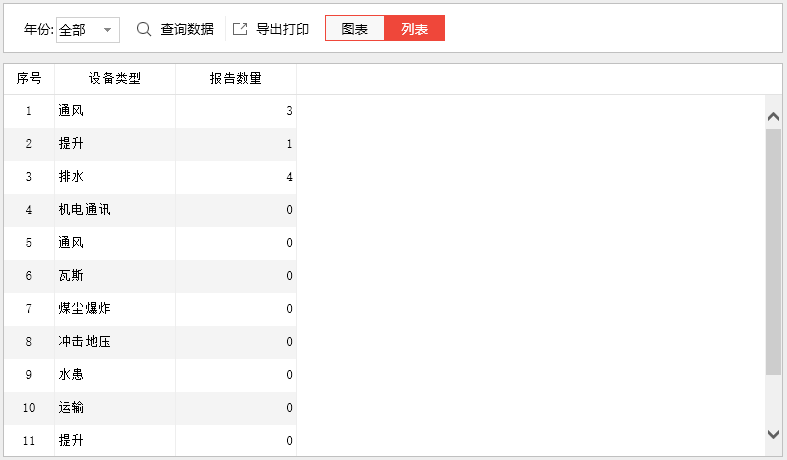 年份: 全部 查询数据 导出打印 图表 列表
序号 设备类型 报告数量
1 通风 3
2 提升 1
3 排水 4
4 机电通讯 0
5 通风 0
6 瓦斯 0
7 煤尘爆炸 0
8 冲击地压 0
9 水患 0
10 运输 0
11 提升 0